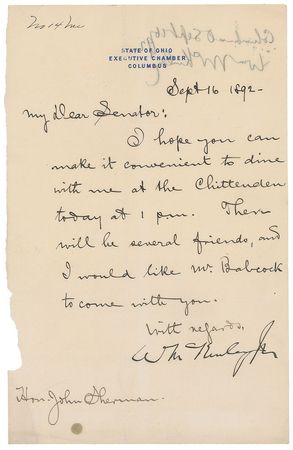 STATE OF OHIO
EXECUTIVE CHAMBER
COLUMBUS
Sept 16 1892-
My dear Senator:
I hope you can
make it convenient to dine
with me at the Chittenden
today at 1 pm. There
will be several friends, and
I would like Mr. Babcock
to come with you.
With regards,
Wm McKinley Jr
Hon. John Sherman.